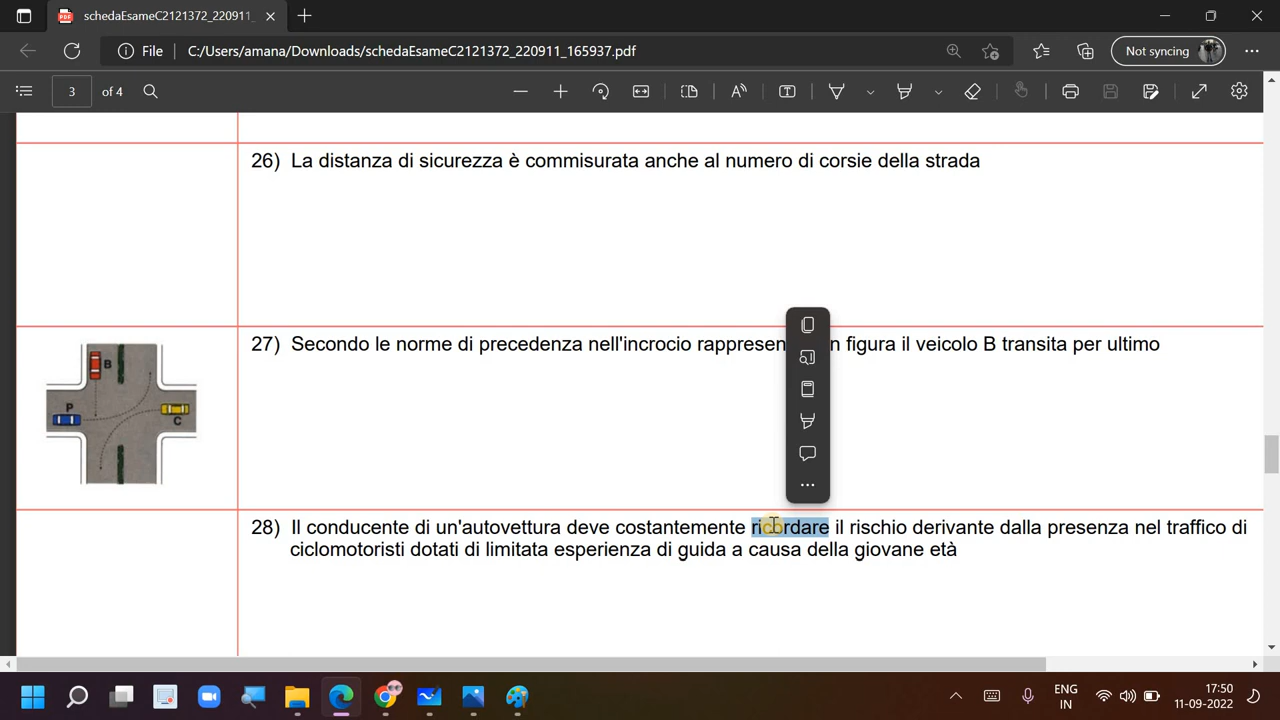 schedaEsameC2121372_220911_
File
C:/Users/amana/Downloads/schedaEsameC2121372_220911_165937.pdf
Not syncing
3 of 4
26) La distanza di sicurezza è commisurata anche al numero di corsie della strada
27) Secondo le norme di precedenza nell'incrocio n figura il veicolo B transita per ultimo
B
P
C
28) Il conducente di un'autovettura deve costantemente ricordare il rischio derivante dalla presenza nel traffico di
ciclomotoristi dotati di limitata esperienza di guida a causa della giovane età
ENG
IN
17:50
11-09-2022